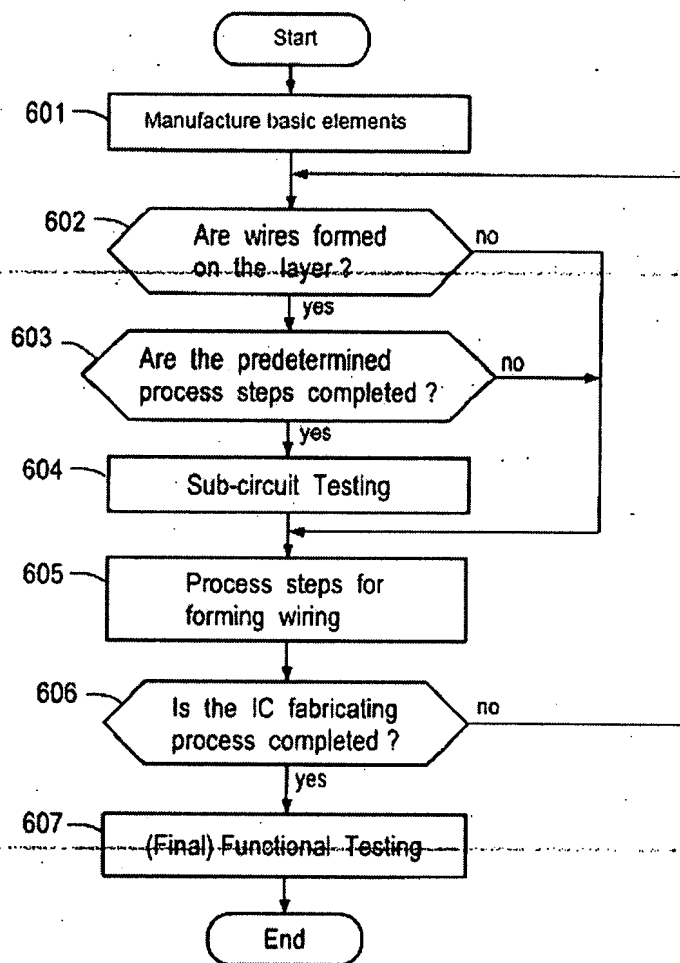 Start
601
Manufacture basic elements
602
Are wires formed
on the layer ?
no
yes
603
Are the predetermined
process steps completed ?
no
yes
604
Sub-circuit Testing
605
Process steps for
forming wiring
606
Is the IC fabricating
process completed ?
no
yes
607
(Final) Functional Testing
End